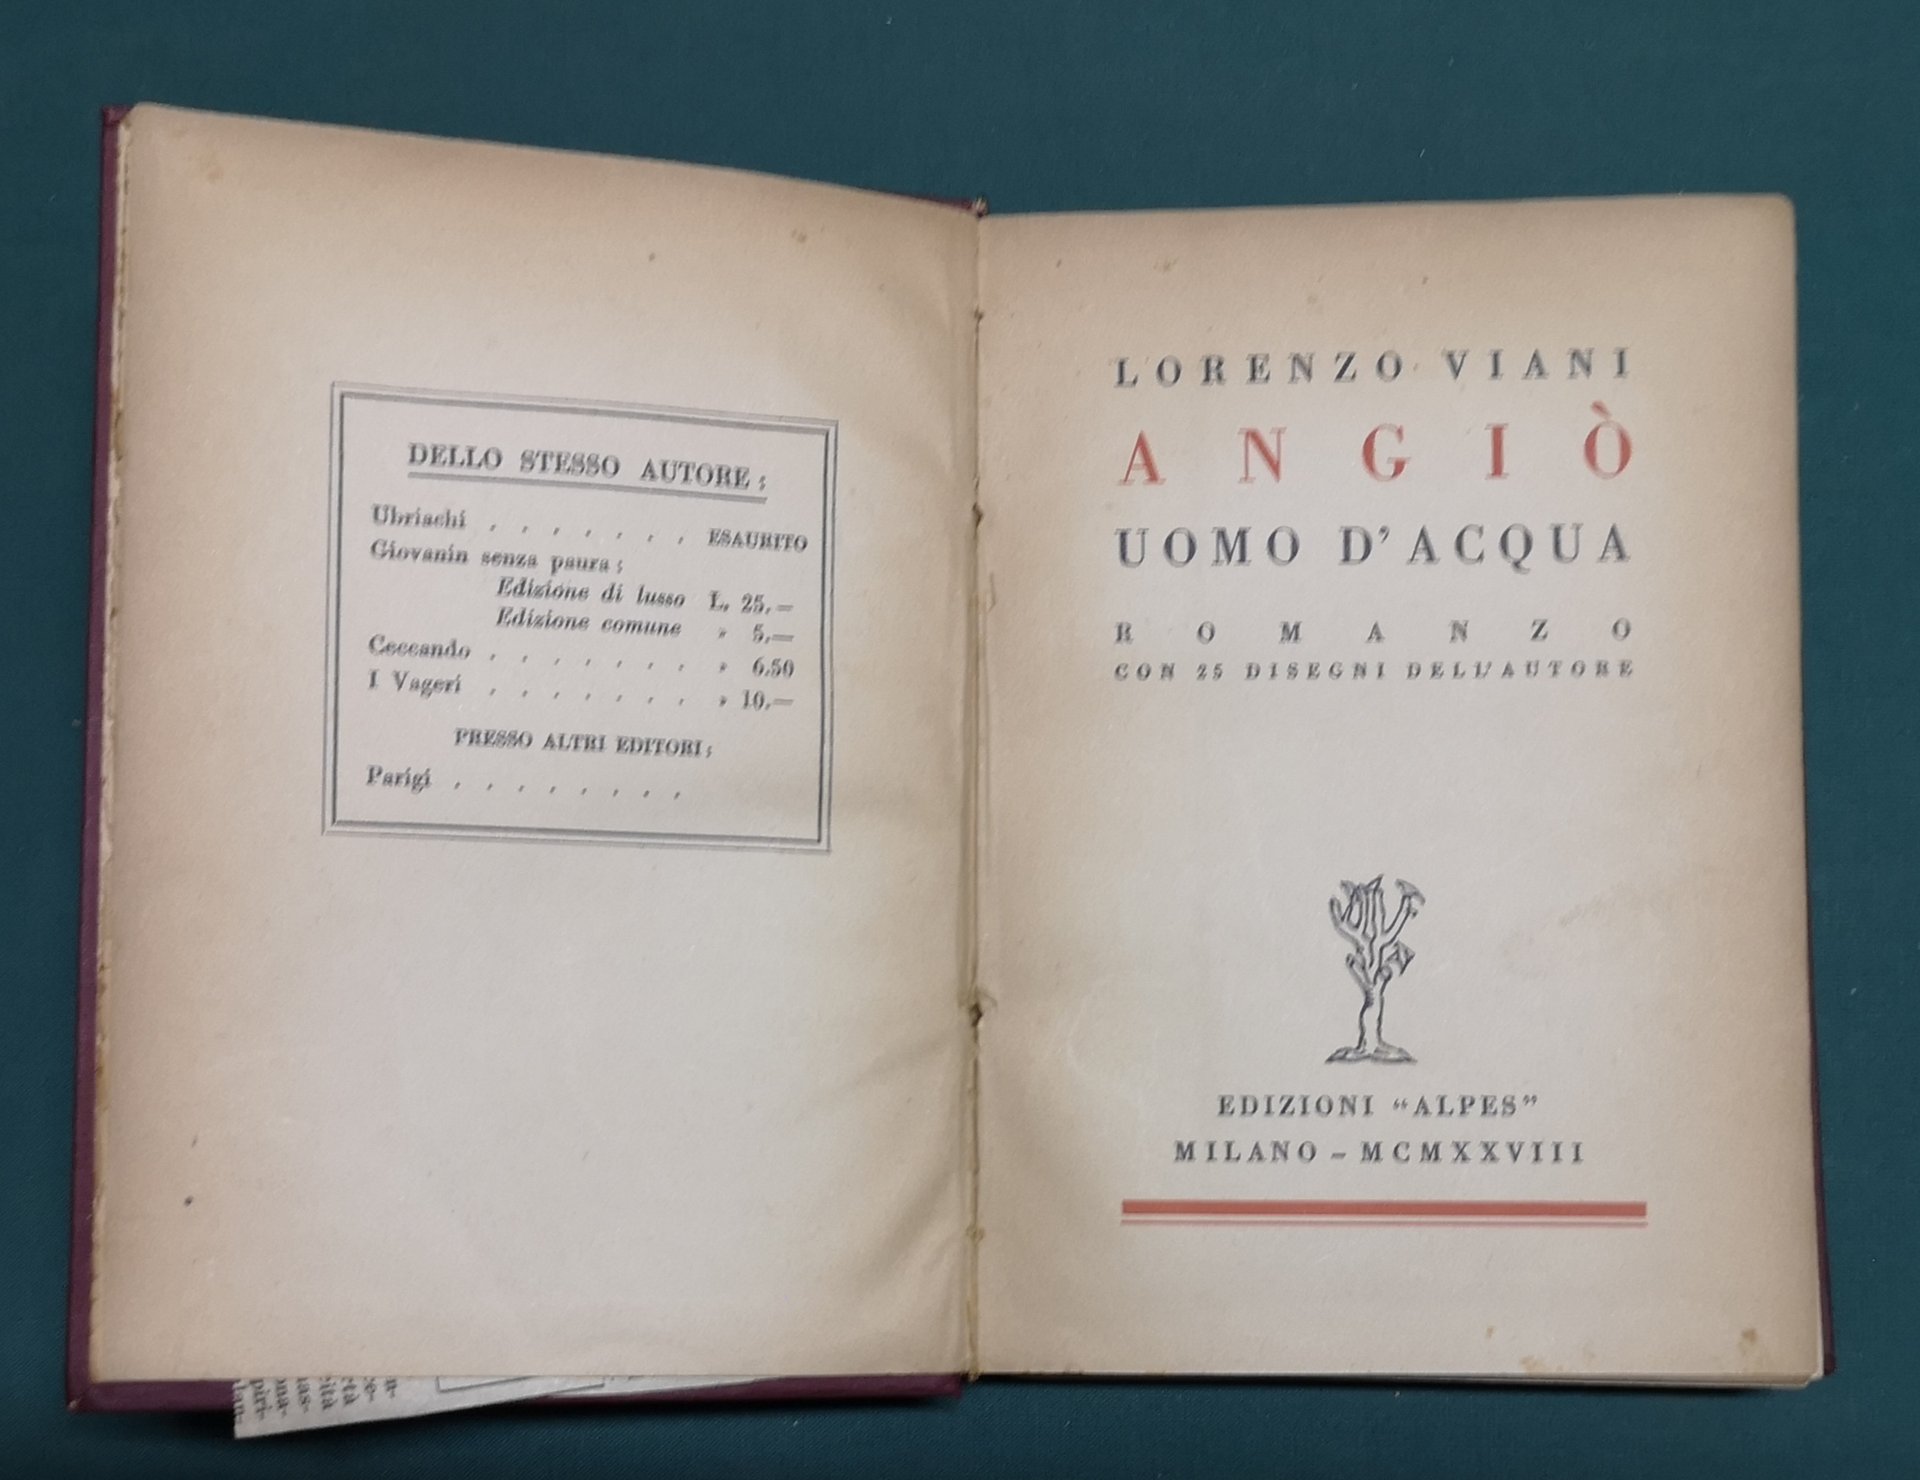 DELLO STESSO AUTORE:
Ubriachi . . . . . . . ESAURITO
Giovanin senza paura:
Edizione di lusso L. 25.—
Edizione comune » 5.—
Ceccando . . . . . . . » 6.50
I Vageri . . . . . . . » 10.—
PRESSO ALTRI EDITORI:
Parigi . . . . . . . .
LORENZO VIANI
ANGIÒ
UOMO D'ACQUA
ROMANZO
CON 25 DISEGNI DELL'AUTORE
EDIZIONI “ALPES”
MILANO - MCMXXVIII